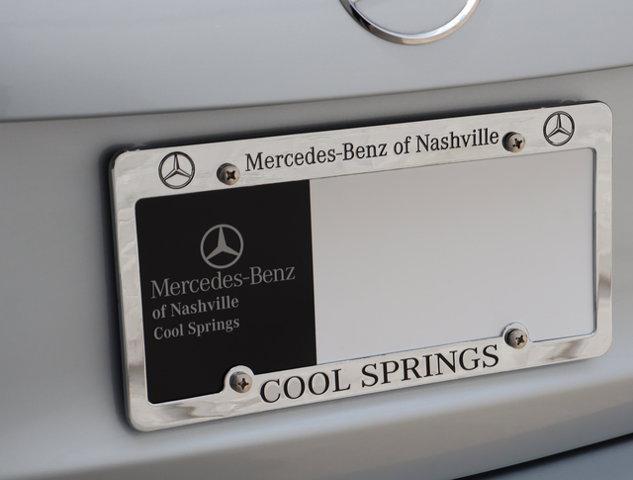 Mercedes-Benz of Nashville
Mercedes-Benz
of Nashville
Cool Springs
COOL SPRINGS